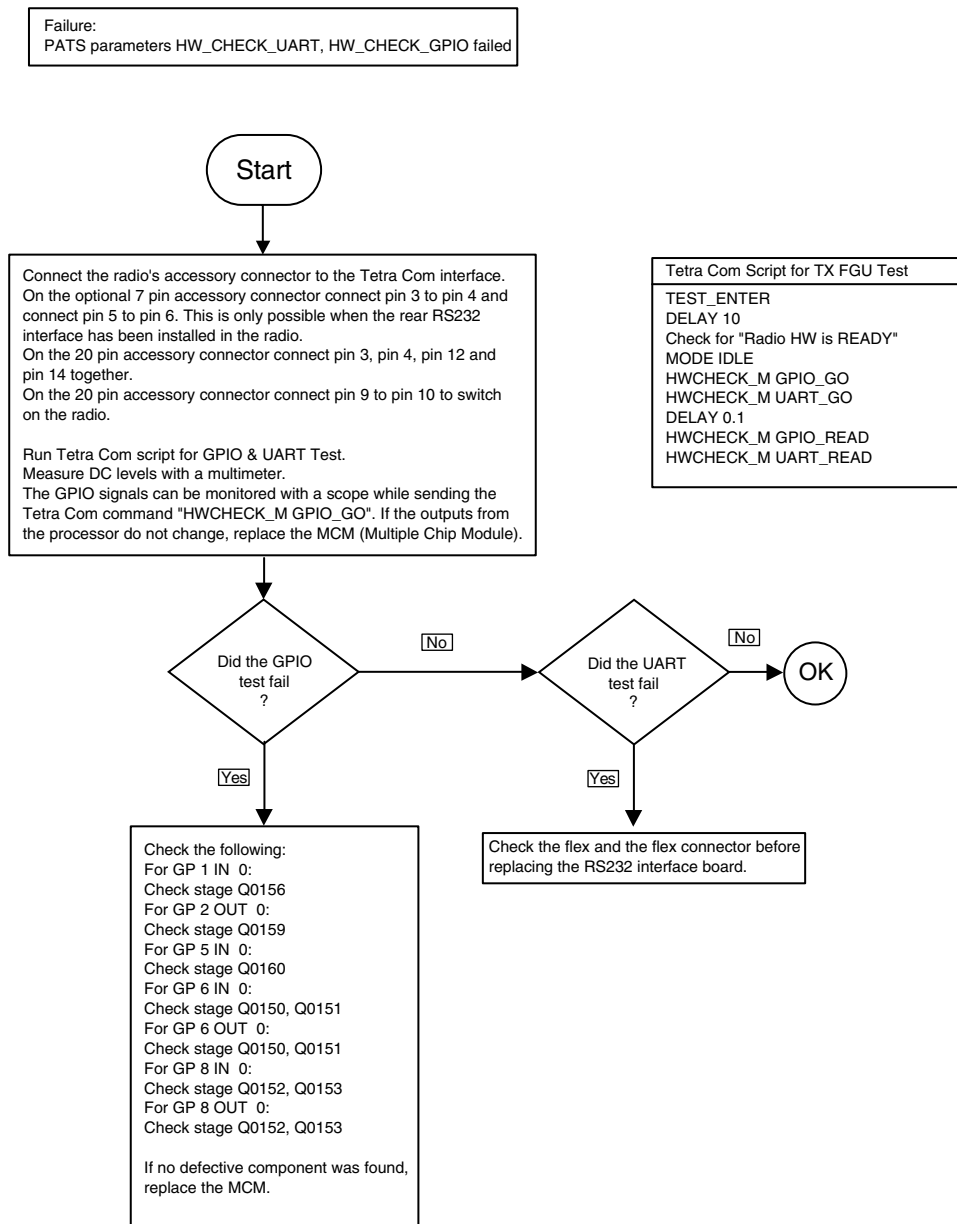 Failure:
PATS parameters HW_CHECK_UART, HW_CHECK_GPIO failed
Start
Connect the radio's accessory connector to the Tetra Com interface.
On the optional 7 pin accessory connector connect pin 3 to pin 4 and
connect pin 5 to pin 6. This is only possible when the rear RS232
interface has been installed in the radio.
On the 20 pin accessory connector connect pin 3, pin 4, pin 12 and
pin 14 together.
On the 20 pin accessory connector connect pin 9 to pin 10 to switch
on the radio.
Run Tetra Com script for GPIO & UART Test.
Measure DC levels with a multimeter.
The GPIO signals can be monitored with a scope while sending the
Tetra Com command "HWCHECK_M GPIO_GO". If the outputs from
the processor do not change, replace the MCM (Multiple Chip Module).
Tetra Com Script for TX FGU Test
TEST_ENTER
DELAY 10
Check for "Radio HW is READY"
MODE IDLE
HWCHECK_M GPIO_GO
HWCHECK_M UART_GO
DELAY 0.1
HWCHECK_M GPIO_READ
HWCHECK_M UART_READ
Did the GPIO
test fail
?
No
Did the UART
test fail
?
No
OK
Yes
Yes
Check the following:
For GP 1 IN 0:
Check stage Q0156
For GP 2 OUT 0:
Check stage Q0159
For GP 5 IN 0:
Check stage Q0160
For GP 6 IN 0:
Check stage Q0150, Q0151
For GP 6 OUT 0:
Check stage Q0150, Q0151
For GP 8 IN 0:
Check stage Q0152, Q0153
For GP 8 OUT 0:
Check stage Q0152, Q0153
If no defective component was found,
replace the MCM.
Check the flex and the flex connector before
replacing the RS232 interface board.